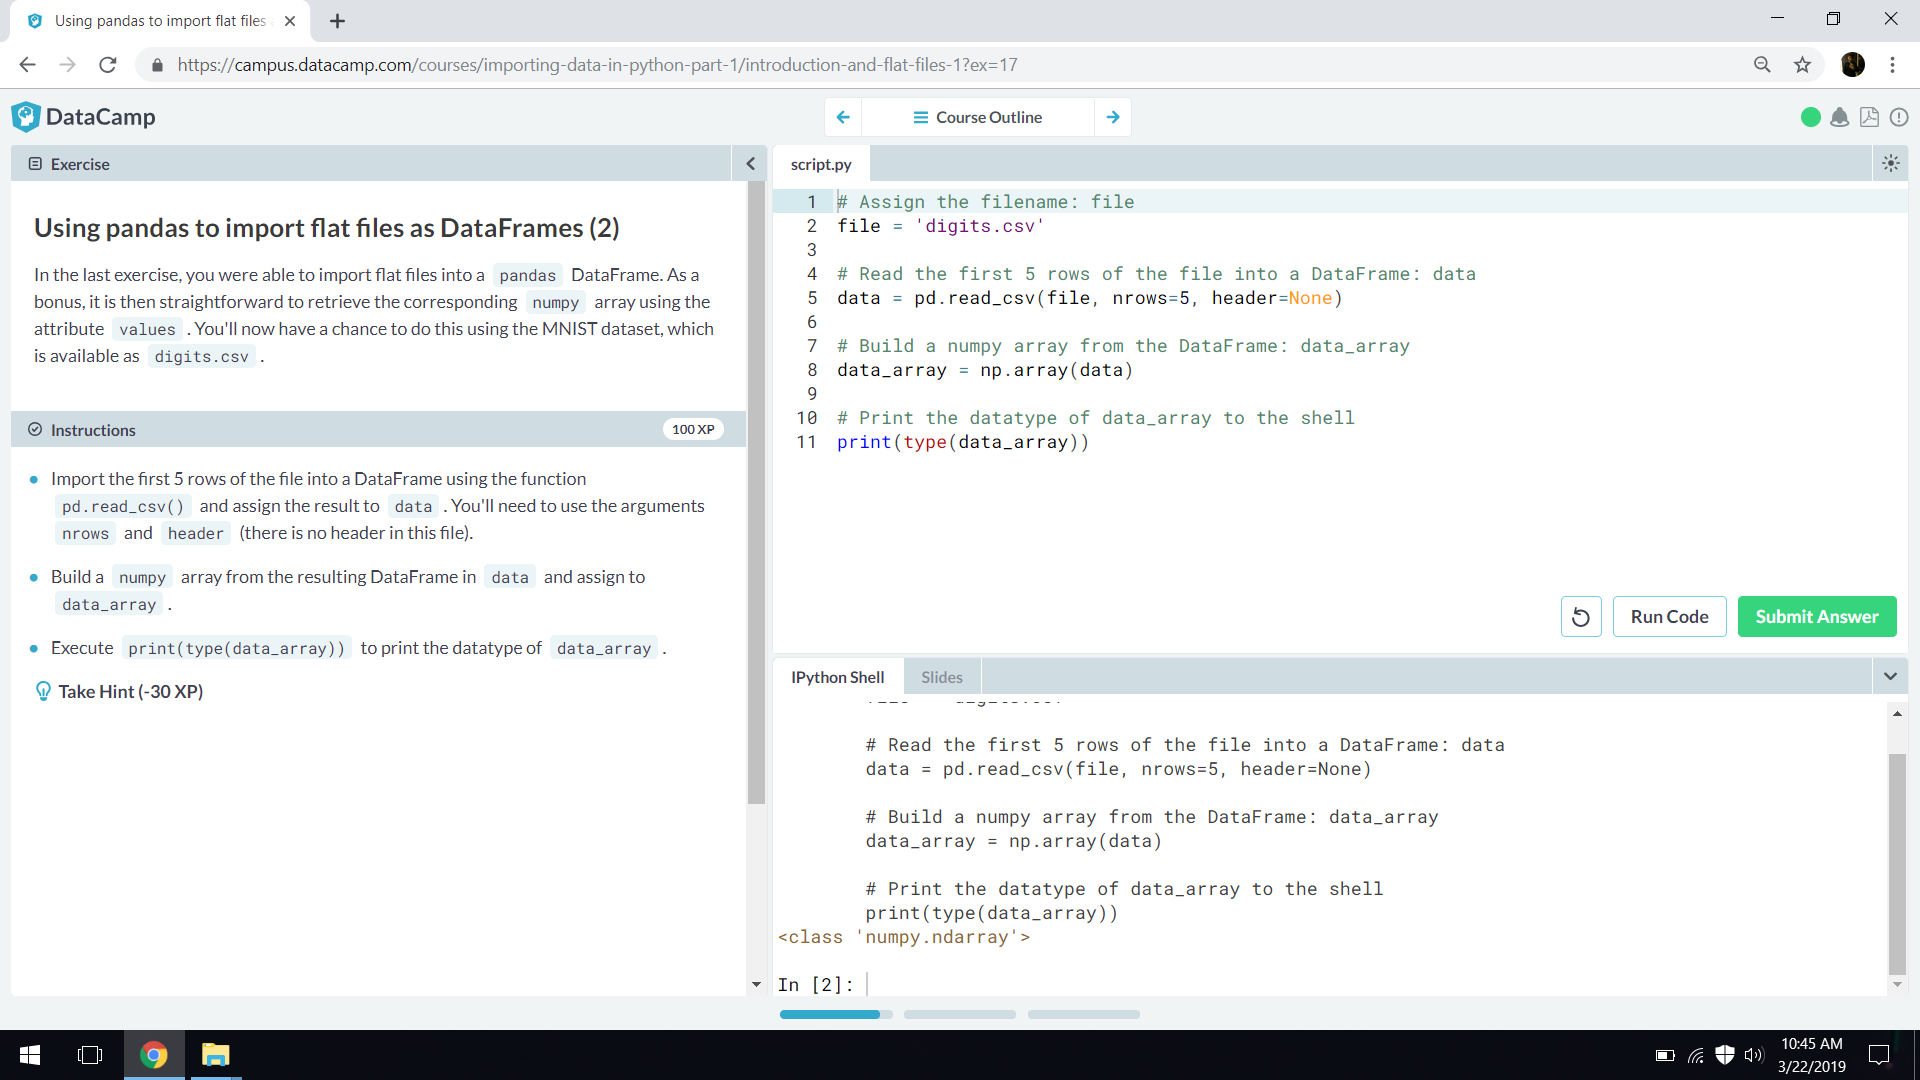 Using pandas to import flat files
https://campus.datacamp.com/courses/importing-data-in-python-part-1/introduction-and-flat-files-1?ex=17
DataCamp
Course Outline
Exercise
Using pandas to import flat files as DataFrames (2)
In the last exercise, you were able to import flat files into a pandas DataFrame. As a
bonus, it is then straightforward to retrieve the corresponding numpy array using the
attribute values . You'll now have a chance to do this using the MNIST dataset, which
is available as digits.csv .
Instructions
100 XP
Import the first 5 rows of the file into a DataFrame using the function
pd.read_csv() and assign the result to data . You'll need to use the arguments
nrows and header (there is no header in this file).
Build a numpy array from the resulting DataFrame in data and assign to
data_array .
Execute print(type(data_array)) to print the datatype of data_array .
Take Hint (-30 XP)
script.py
1 # Assign the filename: file
2 file = 'digits.csv'
3
4 # Read the first 5 rows of the file into a DataFrame: data
5 data = pd.read_csv(file, nrows=5, header=None)
6
7 # Build a numpy array from the DataFrame: data_array
8 data_array = np.array(data)
9
10 # Print the datatype of data_array to the shell
11 print(type(data_array))
Run Code
Submit Answer
IPython Shell
Slides
# Read the first 5 rows of the file into a DataFrame: data
data = pd.read_csv(file, nrows=5, header=None)
# Build a numpy array from the DataFrame: data_array
data_array = np.array(data)
# Print the datatype of data_array to the shell
print(type(data_array))
<class 'numpy.ndarray'>
In [2]:
10:45 AM
3/22/2019